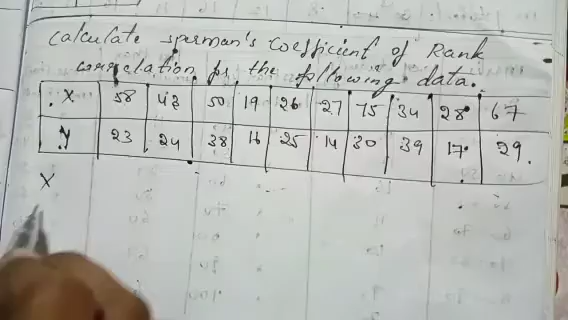 calculate sparman's coefficient of Rank
correlation for the following data.
X 58 43 50 19 26 27 75 34 28 67
Y 23 24 38 16 25 14 30 39 17 29.
X